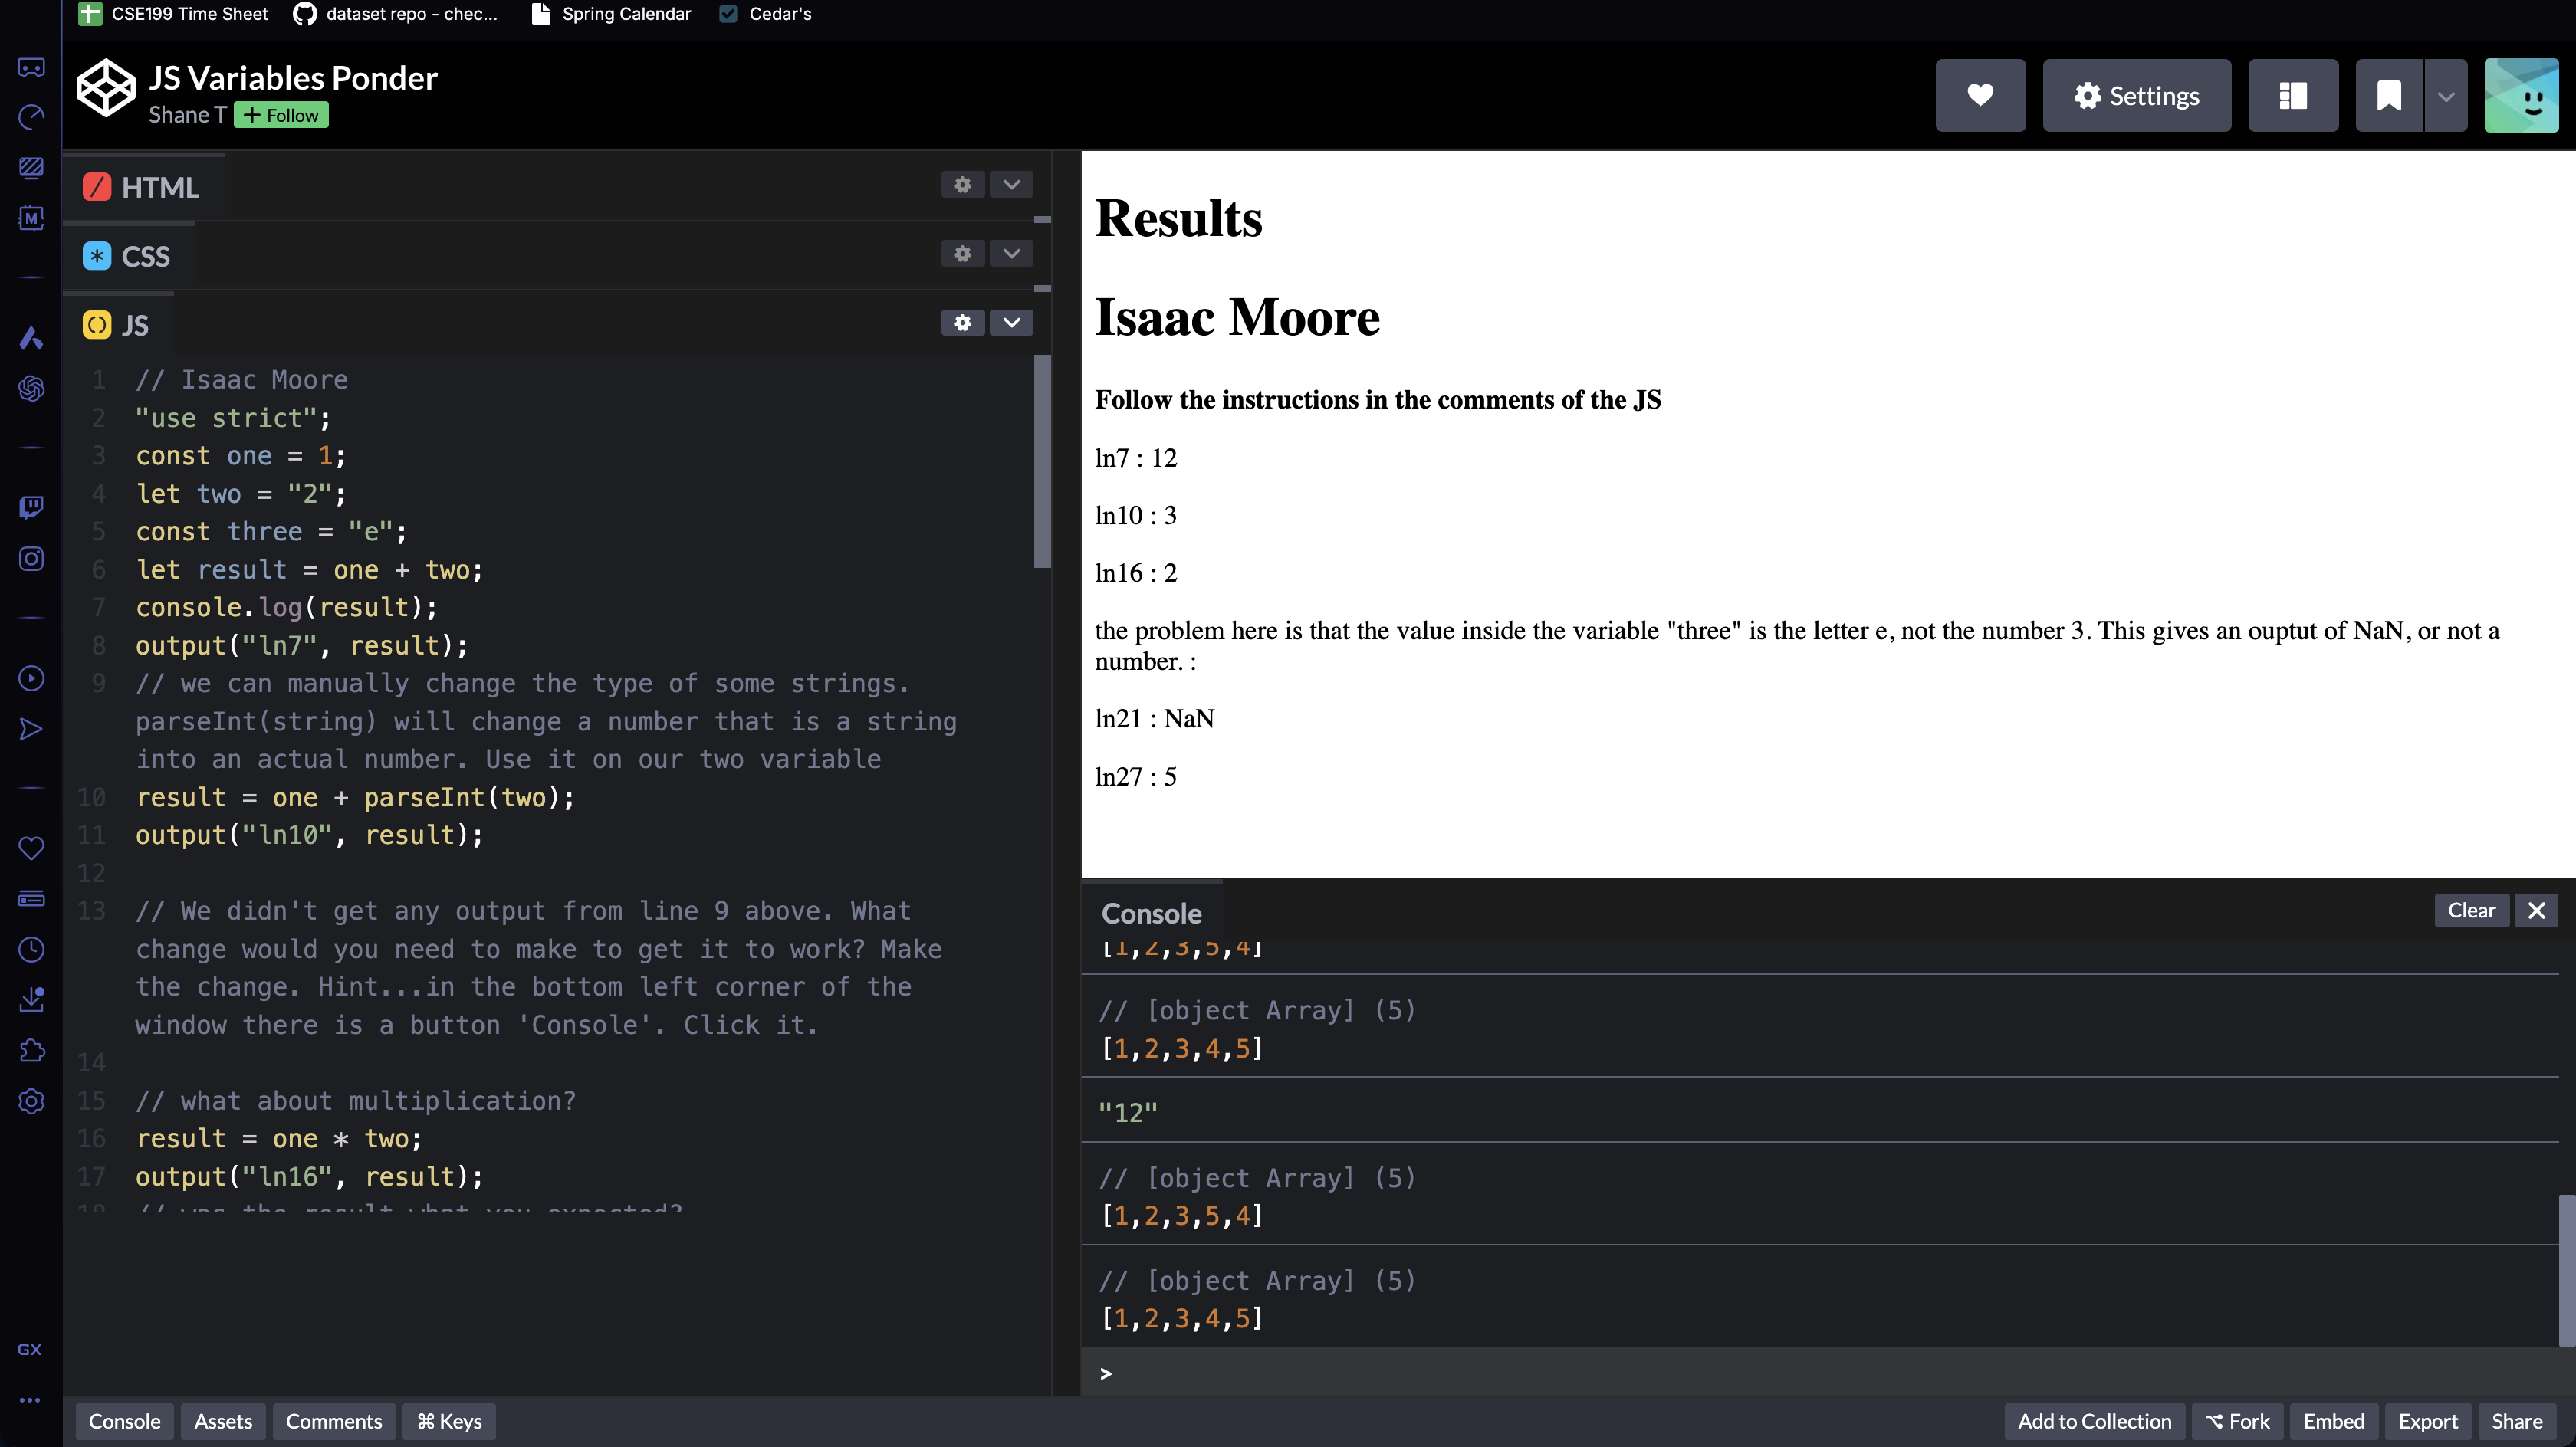 CSE199 Time Sheet
dataset repo - chec...
Spring Calendar
Cedar's
JS Variables Ponder
Shane T
+ Follow
Settings
HTML
CSS
JS
1 // Isaac Moore
2 "use strict";
3 const one = 1;
4 let two = "2";
5 const three = "e";
6 let result = one + two;
7 console.log(result);
8 output("ln7", result);
9 // we can manually change the type of some strings.
parseInt(string) will change a number that is a string
into an actual number. Use it on our two variable
10 result = one + parseInt(two);
11 output("ln10", result);
12
13 // We didn't get any output from line 9 above. What
change would you need to make to get it to work? Make
the change. Hint...in the bottom left corner of the
window there is a button 'Console'. Click it.
14
15 // what about multiplication?
16 result = one * two;
17 output("ln16", result);
18 // was the result what you expected?
Results
Isaac Moore
Follow the instructions in the comments of the JS
ln7 : 12
ln10 : 3
ln16 : 2
the problem here is that the value inside the variable "three" is the letter e, not the number 3. This gives an ouptut of NaN, or not a
number. :
ln21 : NaN
ln27 : 5
Console
Clear
[1,2,3,5,4]
// [object Array] (5)
[1,2,3,4,5]
"12"
// [object Array] (5)
[1,2,3,5,4]
// [object Array] (5)
[1,2,3,4,5]
>
M
GX
Console
Assets
Comments
⌘ Keys
Add to Collection
Fork
Embed
Export
Share